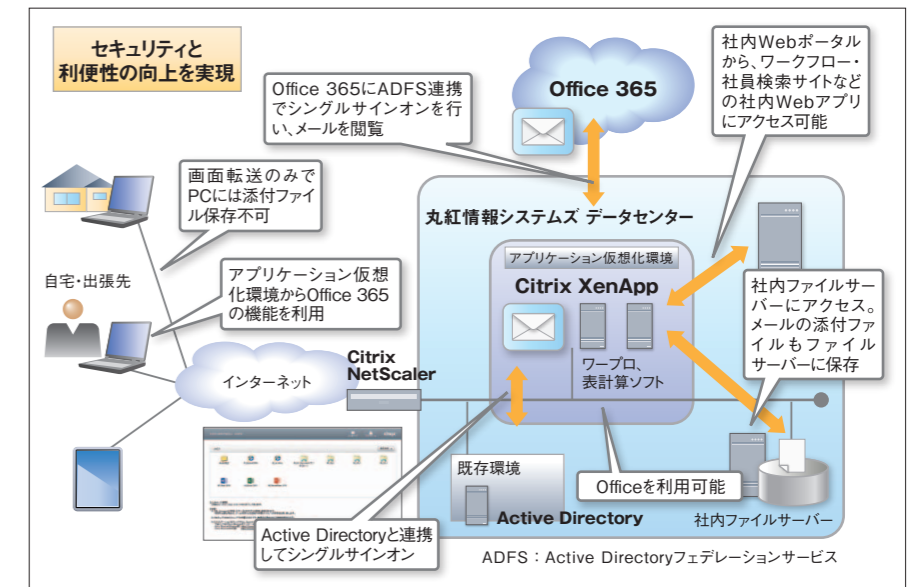 セキュリティと
利便性の向上を実現
Office 365にADFS連携
でシングルサインオンを行
い、メールを閲覧
Office 365
社内Webポータル
から、ワークフロー・
社員検索サイトなど
の社内Webアプリ
にアクセス可能
画面転送のみで
PCには添付ファイ
ル保存不可
丸紅情報システムズ データセンター
自宅・出張先
アプリケーション仮想
化環境からOffice 365
の機能を利用
アプリケーション仮想化環境
Citrix XenApp
社内ファイルサー
バーにアクセス。
メールの添付ファ
イルもファイル
サーバーに保存
インターネット
Citrix
NetScaler
ワープロ、
表計算ソフト
既存環境
Active Directory
Officeを利用可能
社内ファイルサーバー
Active Directoryと連携
してシングルサインオン
ADFS：Active Directoryフェデレーションサービス